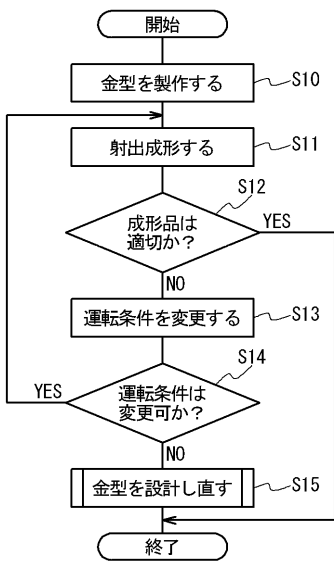 開始
金型を製作する S10
射出成形する S11
S12
成形品は
適切か? YES
NO
運転条件を変更する S13
S14
YES 運転条件は
変更可か?
NO
金型を設計し直す S15
終了